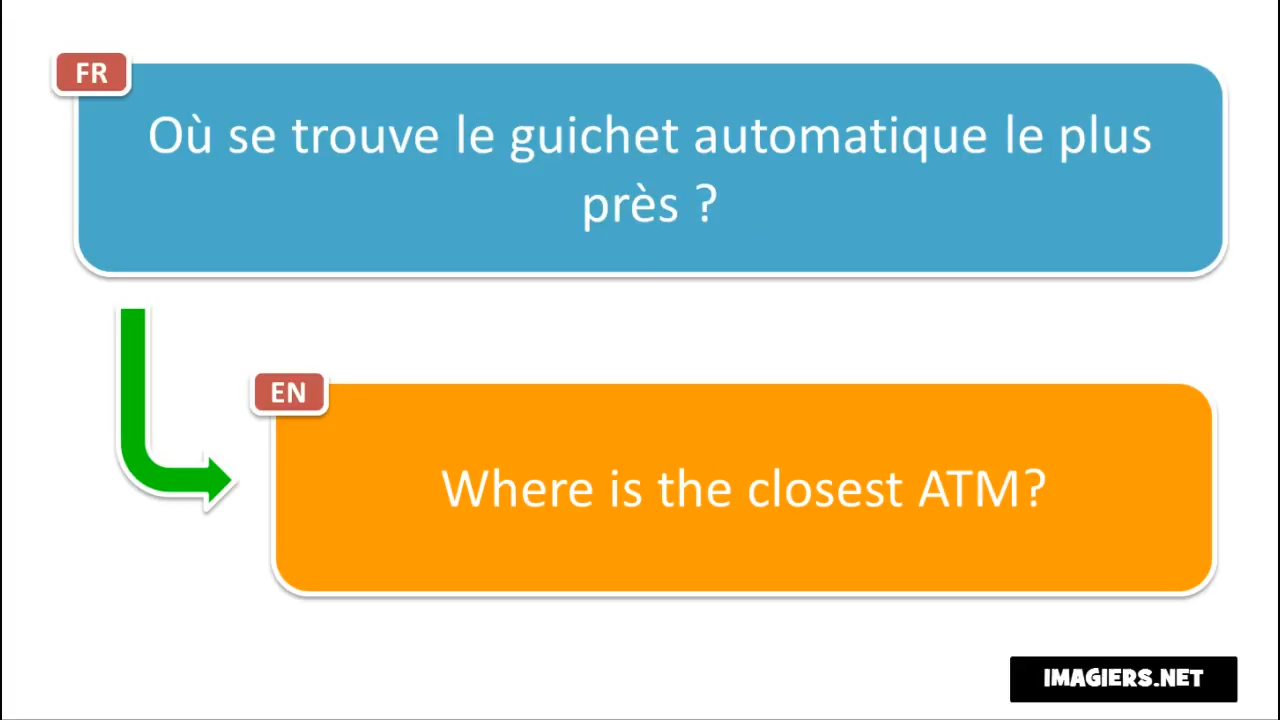 FR
Où se trouve le guichet automatique le plus
près ?
EN
Where is the closest ATM?
IMAGIERS.NET